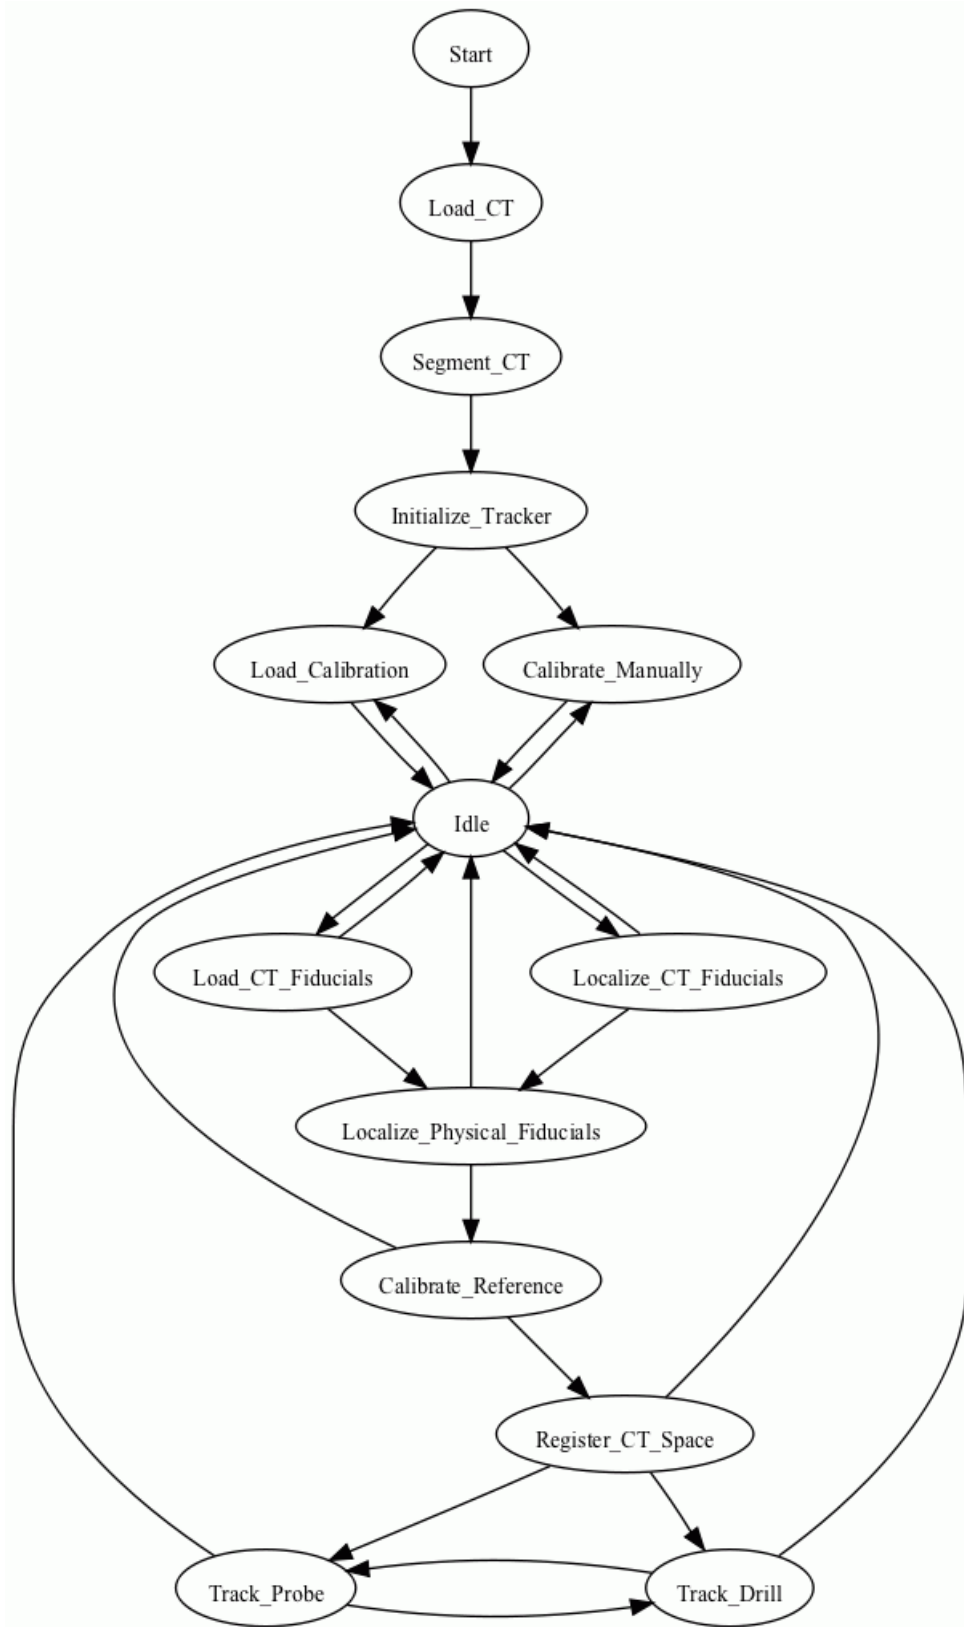 Start
Load_CT
Segment_CT
Initialize_Tracker
Load_Calibration
Calibrate_Manually
Idle
Load_CT_Fiducials
Localize_CT_Fiducials
Localize_Physical_Fiducials
Calibrate_Reference
Register_CT_Space
Track_Probe
Track_Drill